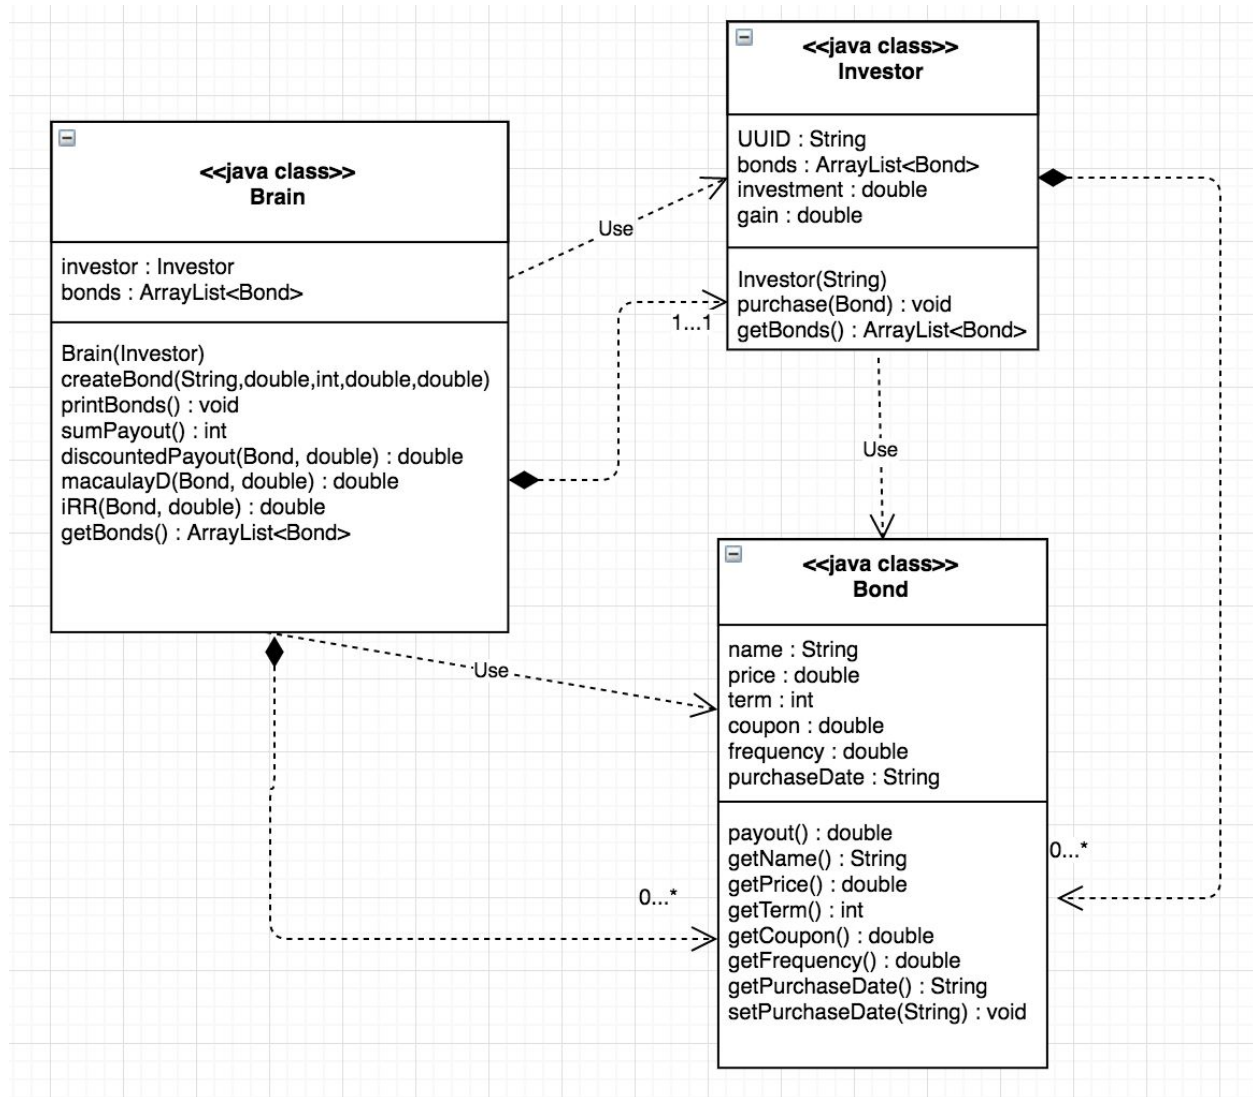 <<java class>>
Brain
investor : Investor
bonds : ArrayList<Bond>
Brain(Investor)
createBond(String,double,int,double,double)
printBonds() : void
sumPayout() : int
discountedPayout(Bond, double) : double
macaulayD(Bond, double) : double
iRR(Bond, double) : double
getBonds() : ArrayList<Bond>
Use
1...1
<<java class>>
Investor
UUID : String
bonds : ArrayList<Bond>
investment : double
gain : double
Investor(String)
purchase(Bond) : void
getBonds() : ArrayList<Bond>
Use
Use
0...*
<<java class>>
Bond
name : String
price : double
term : int
coupon : double
frequency : double
purchaseDate : String
payout() : double
getName() : String
getPrice() : double
getTerm() : int
getCoupon() : double
getFrequency() : double
getPurchaseDate() : String
setPurchaseDate(String) : void
0...*